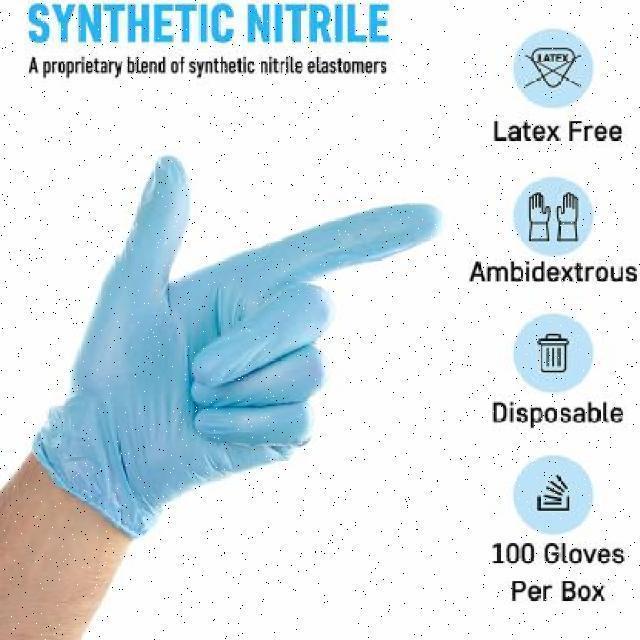 SYNTHETIC NITRILE
A proprietary blend of synthetic nitrile elastomers
LATEX
Latex Free
Ambidextrous
Disposable
100 Gloves
Per Box